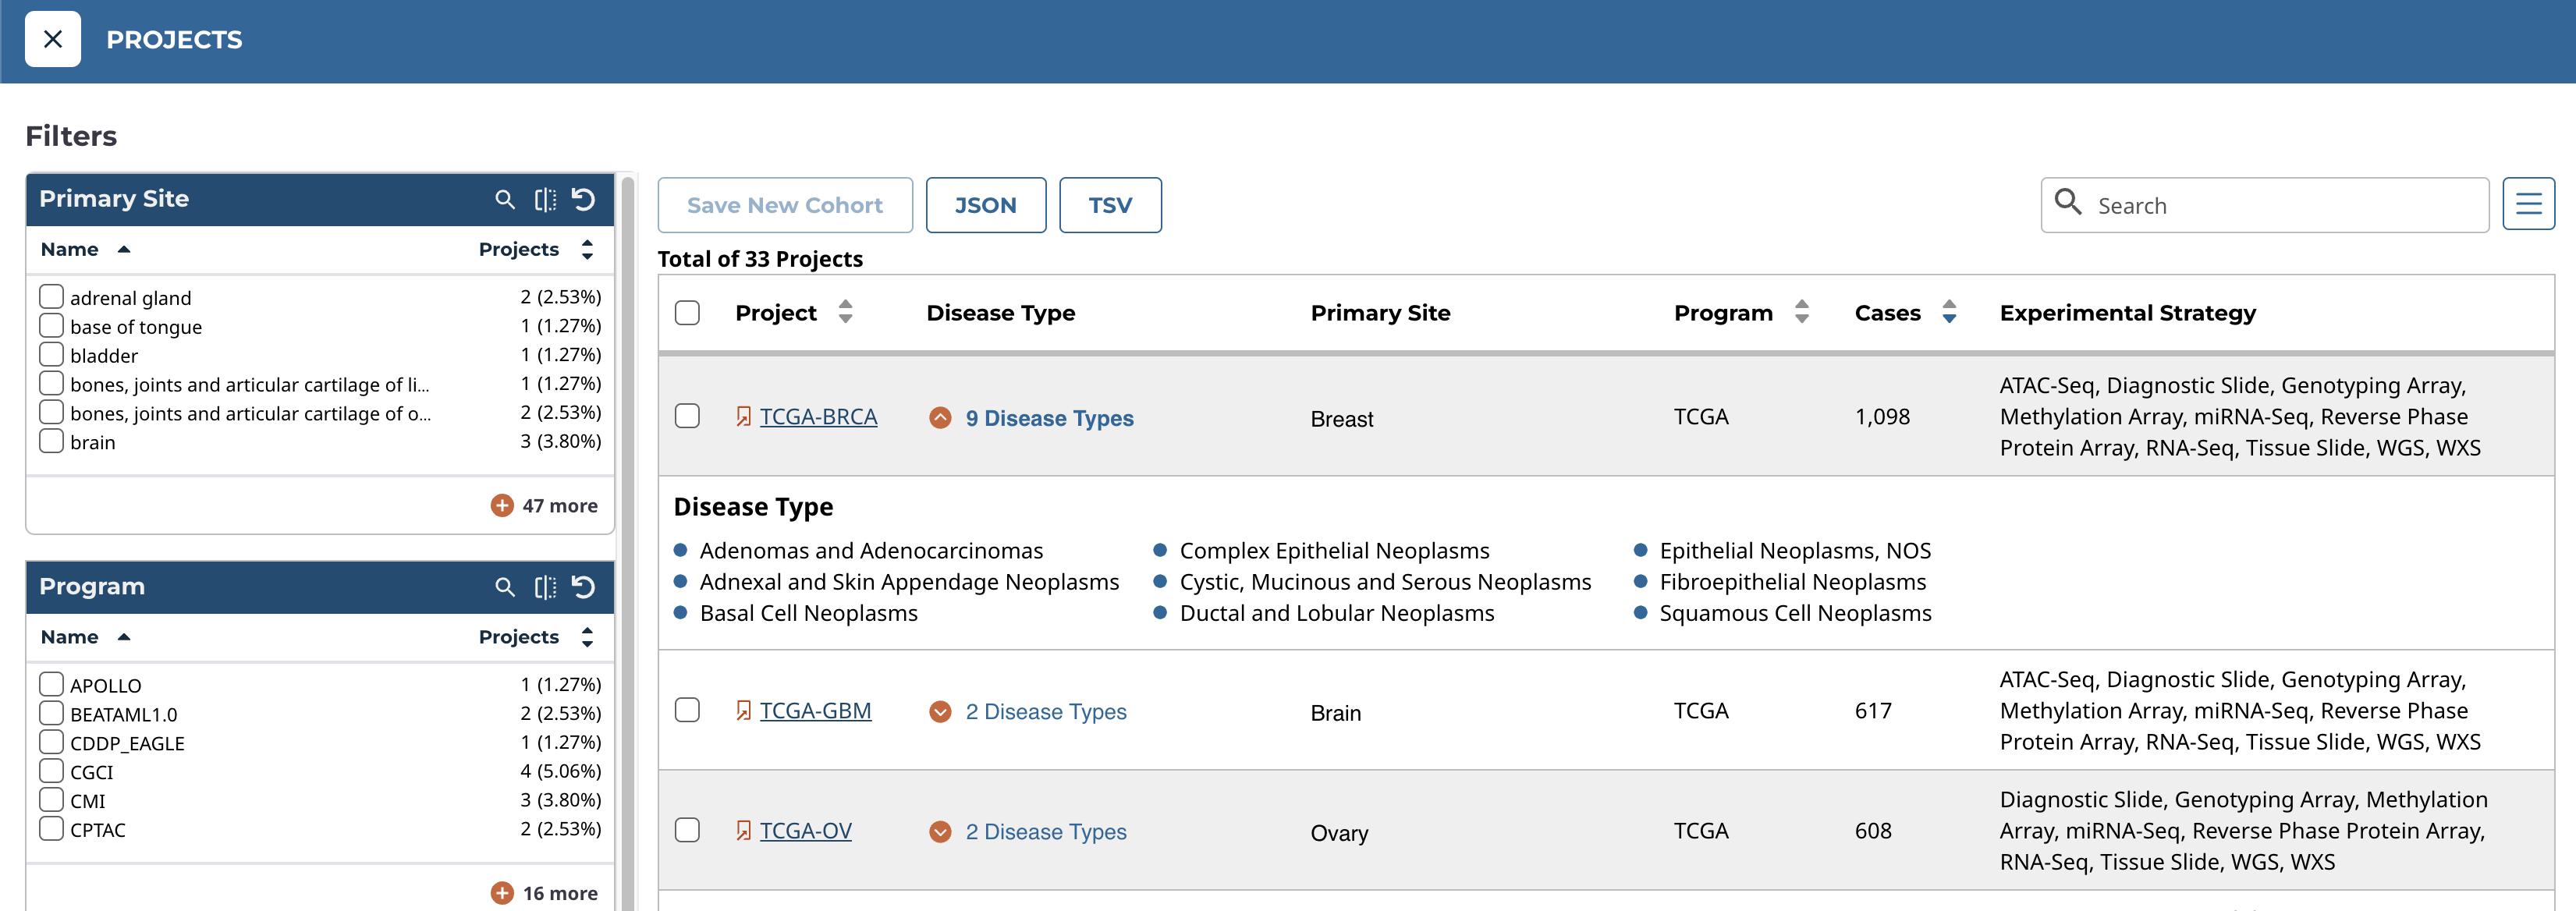 PROJECTS
Filters
Primary Site
Name Projects
adrenal gland 2 (2.53%)
base of tongue 1 (1.27%)
bladder 1 (1.27%)
bones, joints and articular cartilage of li... 1 (1.27%)
bones, joints and articular cartilage of o... 2 (2.53%)
brain 3 (3.80%)
47 more
Program
Name Projects
APOLLO 1 (1.27%)
BEATAML1.0 2 (2.53%)
CDDP_EAGLE 1 (1.27%)
CGCI 4 (5.06%)
CMI 3 (3.80%)
CPTAC 2 (2.53%)
16 more
Save New Cohort JSON TSV Search
Total of 33 Projects
Project Disease Type Primary Site Program Cases Experimental Strategy
TCGA-BRCA 9 Disease Types Breast TCGA 1,098 ATAC-Seq, Diagnostic Slide, Genotyping Array,
Methylation Array, miRNA-Seq, Reverse Phase
Protein Array, RNA-Seq, Tissue Slide, WGS, WXS
Disease Type
Adenomas and Adenocarcinomas Complex Epithelial Neoplasms Epithelial Neoplasms, NOS
Adnexal and Skin Appendage Neoplasms Cystic, Mucinous and Serous Neoplasms Fibroepithelial Neoplasms
Basal Cell Neoplasms Ductal and Lobular Neoplasms Squamous Cell Neoplasms
TCGA-GBM 2 Disease Types Brain TCGA 617 ATAC-Seq, Diagnostic Slide, Genotyping Array,
Methylation Array, miRNA-Seq, Reverse Phase
Protein Array, RNA-Seq, Tissue Slide, WGS, WXS
TCGA-OV 2 Disease Types Ovary TCGA 608 Diagnostic Slide, Genotyping Array, Methylation
Array, miRNA-Seq, Reverse Phase Protein Array,
RNA-Seq, Tissue Slide, WGS, WXS